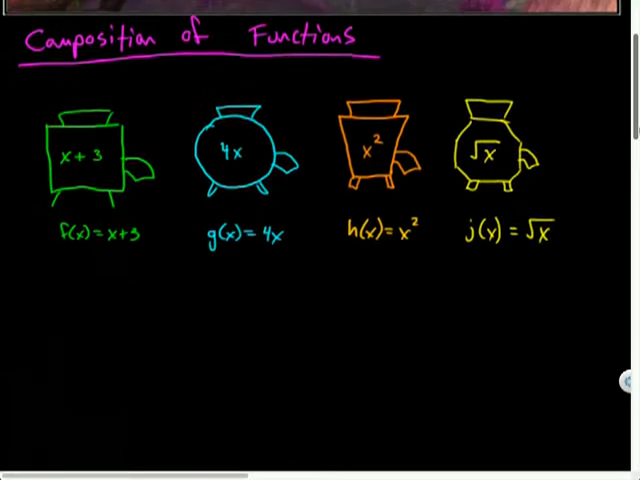 Composition of Functions
x+3 4x x² √x
f(x)=x+3 g(x)=4x h(x)=x² j(x)=√x